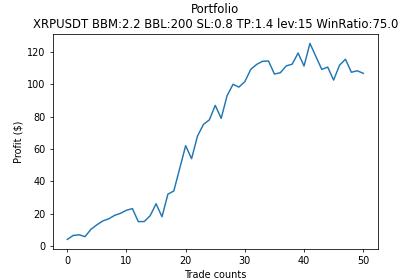 Portfolio
XRPUSDT BBM:2.2 BBL:200 SL:0.8 TP:1.4 lev:15 WinRatio:75.0
120
100
80
60
40
20
0
Profit ($)
0 10 20 30 40 50
Trade counts